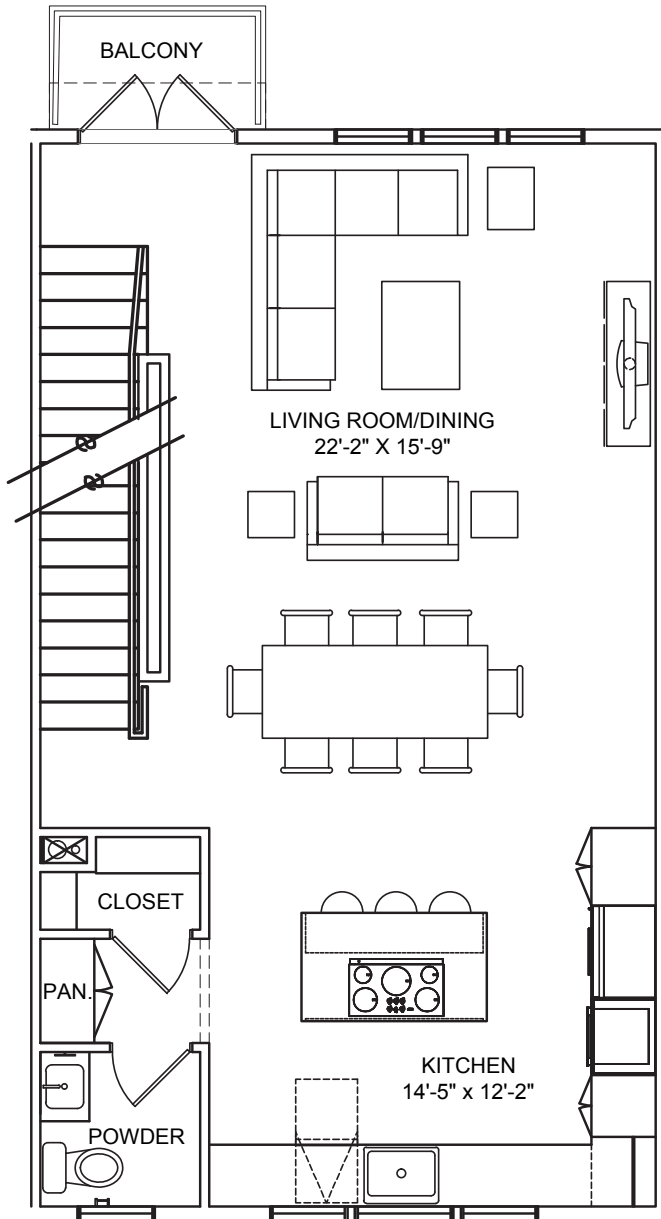 BALCONY
LIVING ROOM/DINING
22'-2" X 15'-9"
CLOSET
PAN.
KITCHEN
14'-5" x 12'-2"
POWDER